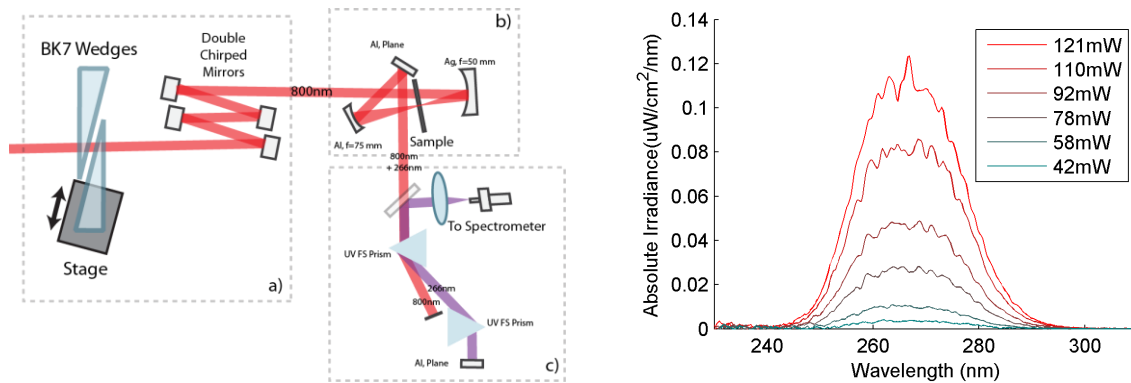 a)
BK7 Wedges
Double
Chirped
Mirrors
Stage
b)
Al, Plane
Ag, f=50 mm
800nm
Al, f=75 mm
Sample
800nm
+ 266nm
To Spectrometer
UV FS Prism
266nm
800nm
UV FS Prism
Al, Plane
c)
Absolute Irradiance(uW/cm²/nm)
0.14
0.12
0.1
0.08
0.06
0.04
0.02
0
240
260
280
300
Wavelength (nm)
121mW
110mW
92mW
78mW
58mW
42mW